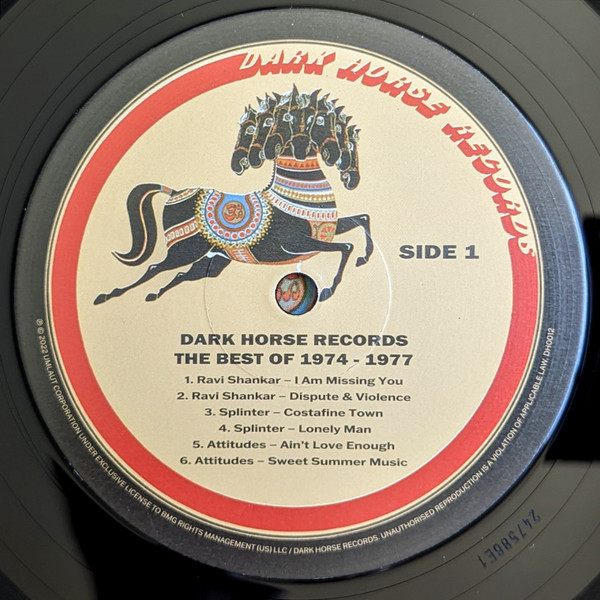 DARK HORSE RECORDS
SIDE 1
DARK HORSE RECORDS
THE BEST OF 1974 - 1977
1. Ravi Shankar – I Am Missing You
2. Ravi Shankar – Dispute & Violence
3. Splinter – Costafine Town
4. Splinter – Lonely Man
5. Attitudes – Ain't Love Enough
6. Attitudes – Sweet Summer Music
℗ © 2022 UMLAUT CORPORATION UNDER EXCLUSIVE LICENSE TO BMG RIGHTS MANAGEMENT (US) LLC / DARK HORSE RECORDS. UNAUTHORISED REPRODUCTION IS A VIOLATION OF APPLICABLE LAW. DH0012
247586E1